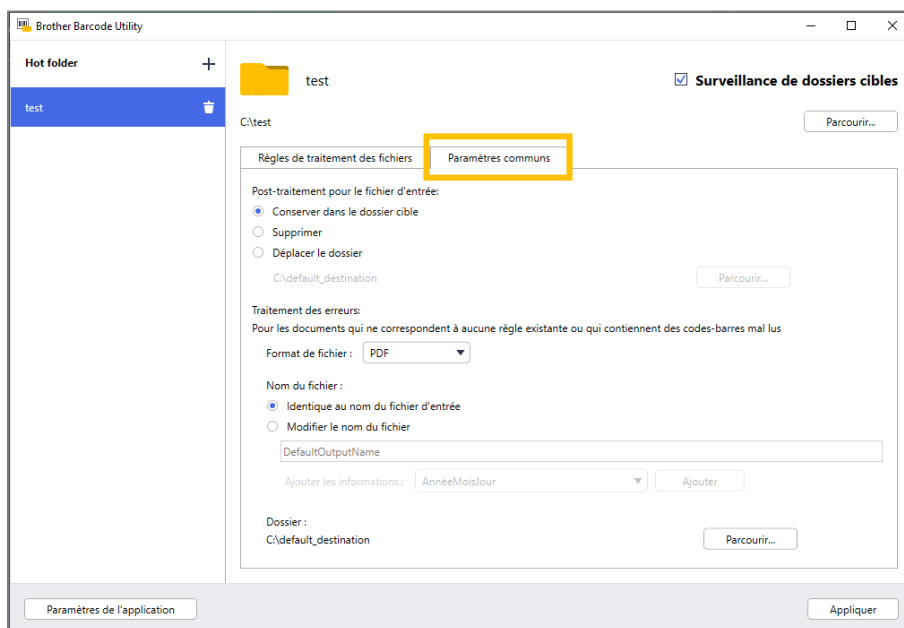 Brother Barcode Utility
Hot folder
test
test
Surveillance de dossiers cibles
C:\test
Parcourir...
Règles de traitement des fichiers
Paramètres communs
Post-traitement pour le fichier d'entrée:
Conserver dans le dossier cible
Supprimer
Déplacer le dossier
C:\default_destination
Parcourir...
Traitement des erreurs:
Pour les documents qui ne correspondent à aucune règle existante ou qui contiennent des codes-barres mal lus
Format de fichier :
PDF
Nom du fichier :
Identique au nom du fichier d'entrée
Modifier le nom du fichier
DefaultOutputName
Ajouter les informations.:
AnnéeMoisJour
Ajouter
Dossier :
C:\default_destination
Parcourir...
Paramètres de l'application
Appliquer